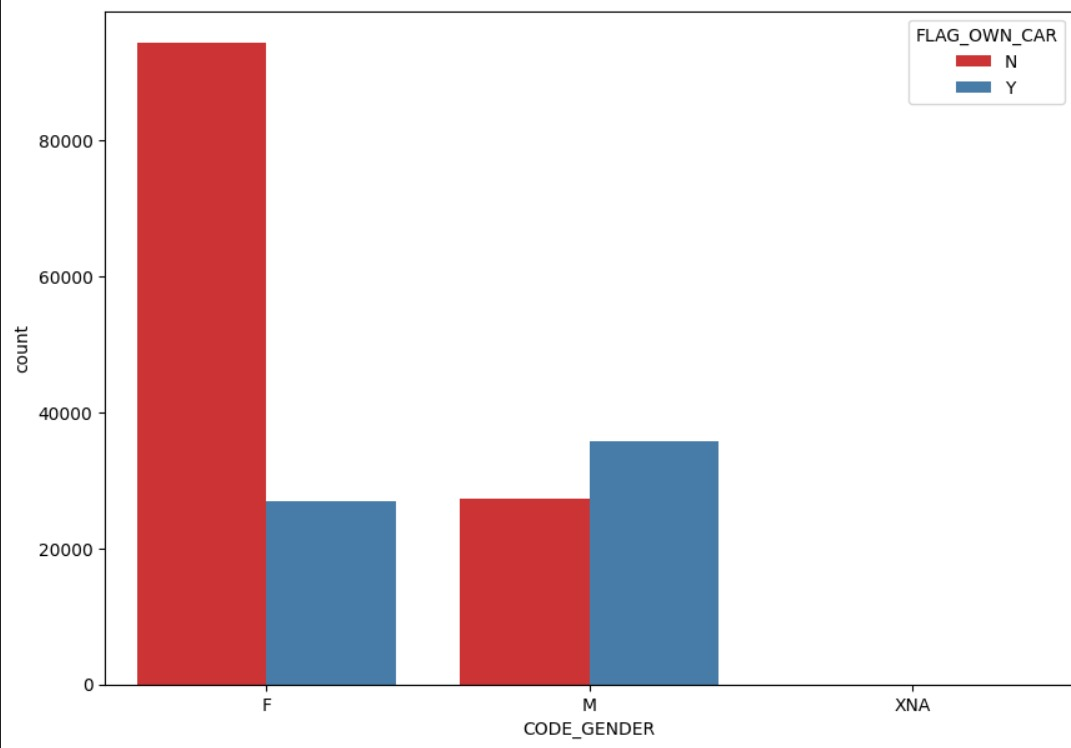 FLAG_OWN_CAR
N
Y
80000
60000
40000
20000
0
count
F M XNA
CODE_GENDER